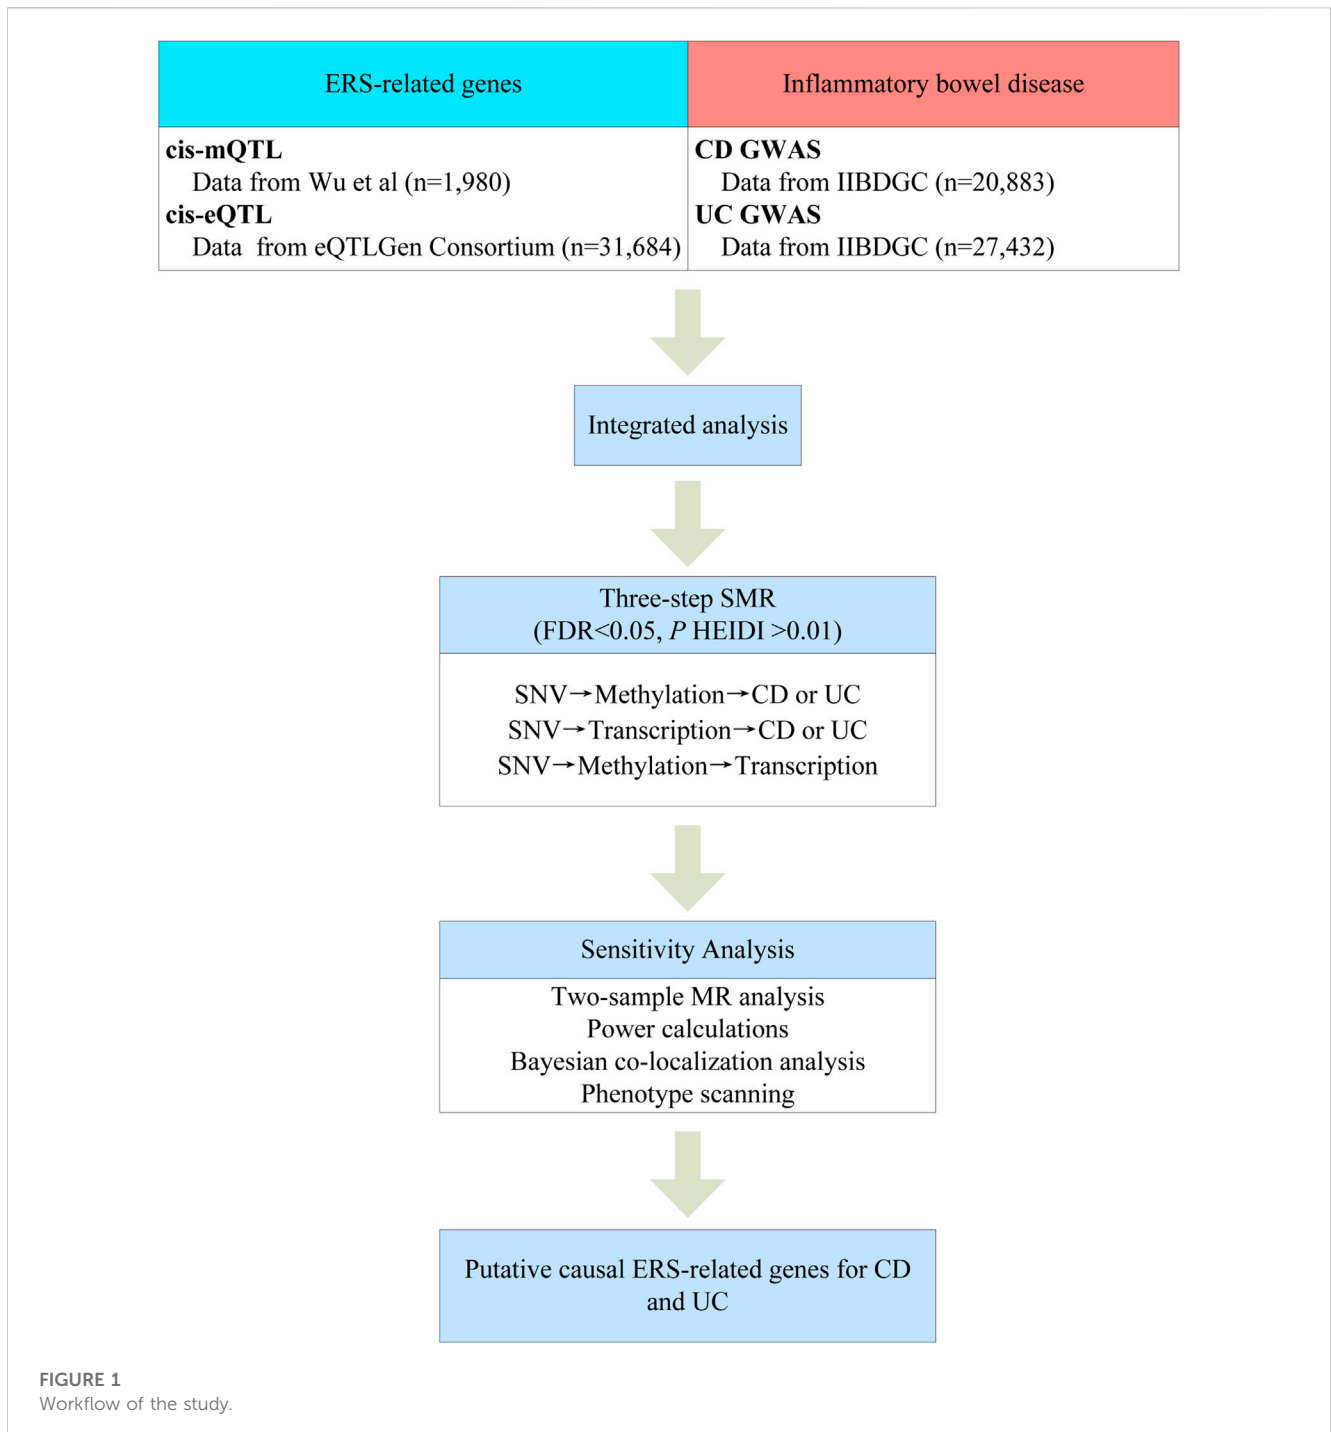 ERS-related genes
Inflammatory bowel disease
cis-mQTL
Data from Wu et al (n=1,980)
cis-eQTL
Data from eQTLGen Consortium (n=31,684)
CD GWAS
Data from IIBDGC (n=20,883)
UC GWAS
Data from IIBDGC (n=27,432)
Integrated analysis
Three-step SMR
(FDR<0.05, P HEIDI >0.01)
SNV→Methylation→CD or UC
SNV→Transcription→CD or UC
SNV→Methylation→Transcription
Sensitivity Analysis
Two-sample MR analysis
Power calculations
Bayesian co-localization analysis
Phenotype scanning
Putative causal ERS-related genes for CD
and UC
FIGURE 1
Workflow of the study.